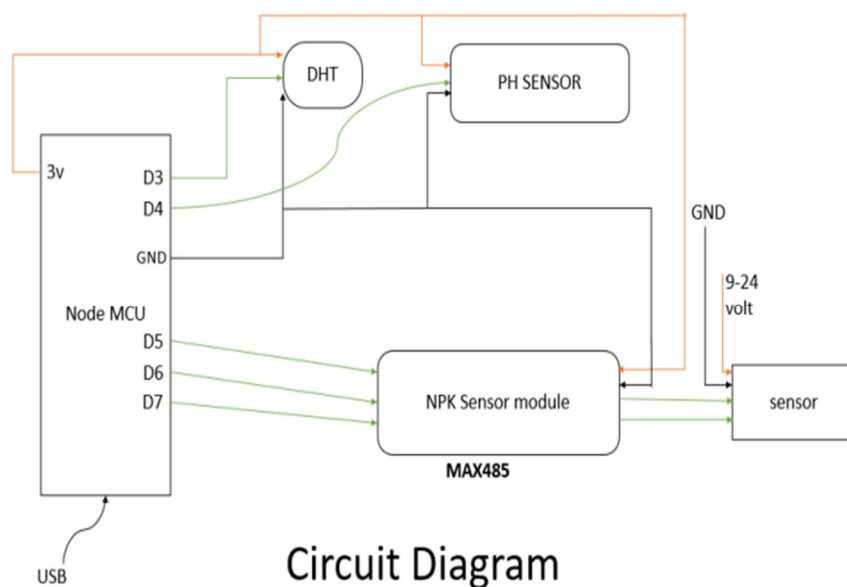 DHT
PH SENSOR
3v
D3
D4
GND
GND
9-24
volt
Node MCU
D5
D6
D7
NPK Sensor module
sensor
MAX485
USB
Circuit Diagram